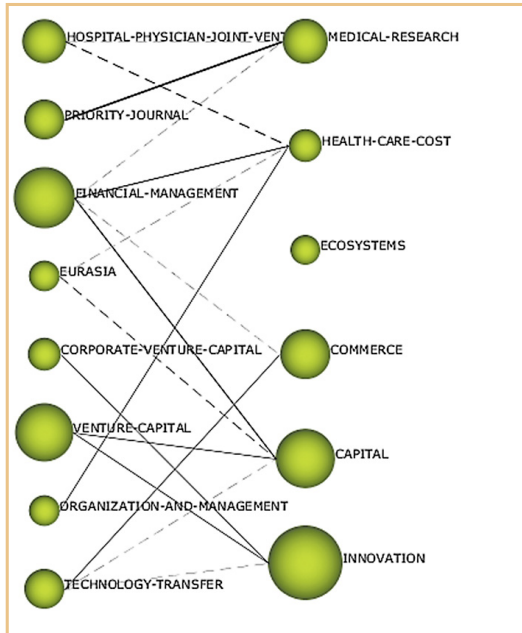 HOSPITAL-PHYSICIAN-JOINT-VENT
MEDICAL-RESEARCH
PRIORITY-JOURNAL
HEALTH-CARE-COST
FINANCIAL-MANAGEMENT
ECOSYSTEMS
EURASIA
CORPORATE-VENTURE-CAPITAL
COMMERCE
VENTURE-CAPITAL
CAPITAL
ORGANIZATION-AND-MANAGEMENT
INNOVATION
TECHNOLOGY-TRANSFER